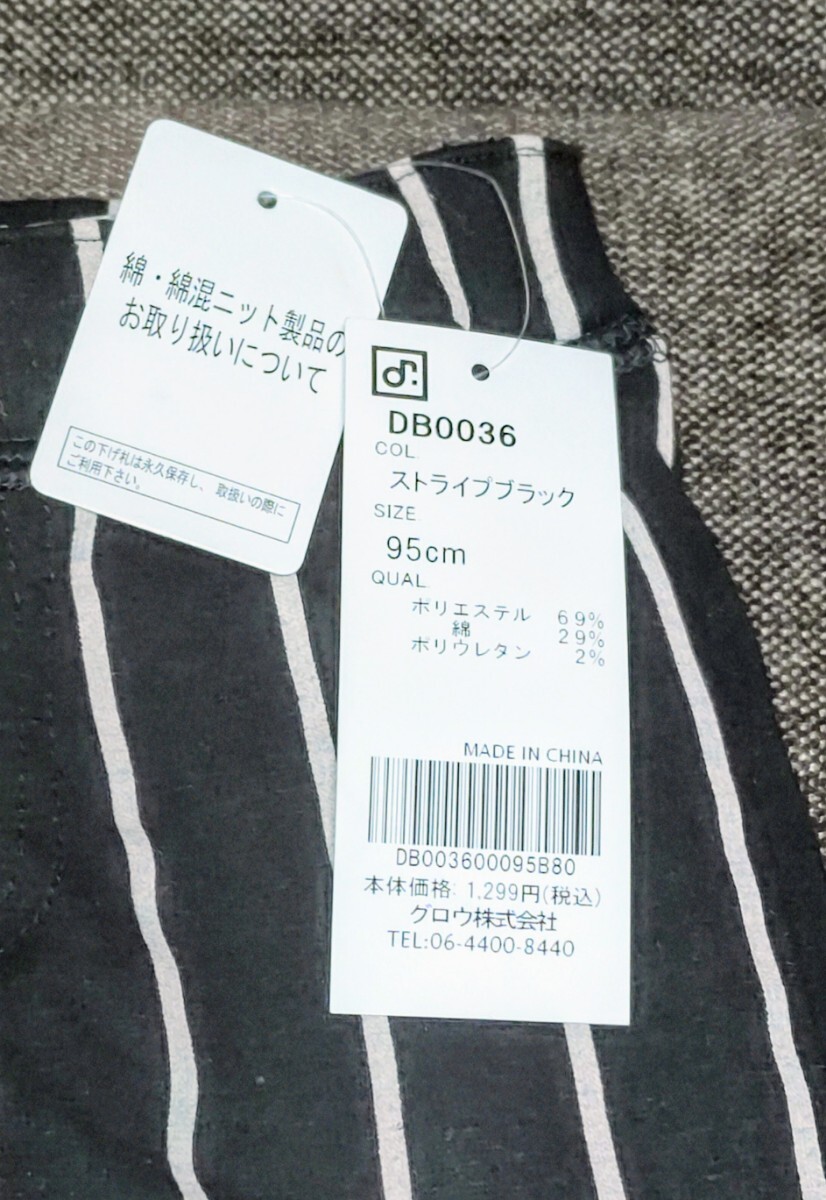 綿・綿混ニット製品の
お取り扱いについて
この下げ札は永久保存し、取扱いの際に
ご利用下さい。
DB0036
COL
ストライプブラック
SIZE
95cm
QUAL
ポリエステル 69%
綿 29%
ポリウレタン 2%
MADE IN CHINA
DB003600095B80
本体価格: 1,299円(税込)
グロウ株式会社
TEL:06-4400-8440